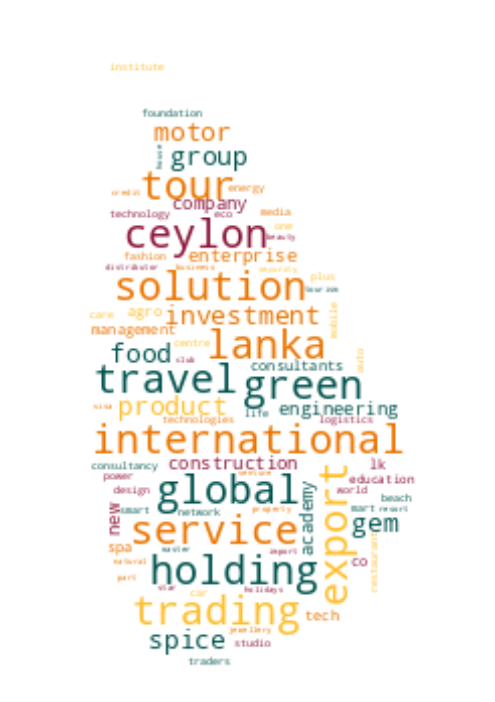 institute
foundation
motor
house
group
tour
energy
credit
company
technology
eco
media
one
ceylon
beauty
enterprise
fashion
distributor
business
security
plus
solution
tourism
care
agro
investment
mobile
management
centre
lanka
food
club
consultants
auto
travel
green
visa
product
life
engineering
technologies
logistics
international
consultancy
construction
lk
power
venture
education
design
global
world
beach
new
smart
network
property
academy
export
mart
resort
service
gem
spa
master
import
restaurant
natural
holding
co
part
star
holidays
car
trading
tech
jewellery
spice
studio
traders